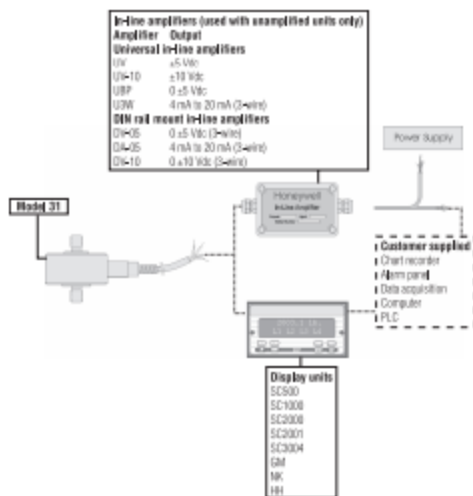 In-line amplifiers (used with unamplified units only)
Amplifier Output
Universal in-line amplifiers
UV ±5 Vdc
UV-10 ±10 Vdc
UBP 0 ±5 Vdc
U3W 4 mA to 20 mA (3-wire)
DIN rail mount in-line amplifiers
DV-05 0 ±5 Vdc (3-wire)
DA-05 4 mA to 20 mA (3-wire)
DV-10 0 ±10 Vdc (3-wire)
Power Supply
Model 31
Honeywell
In-Line Amplifier
Customer supplied
Chart recorder
Alarm panel
Data acquisition
Computer
PLC
Display units
SC500
SC1000
SC2000
SC2001
SC3004
GM
NK
HH